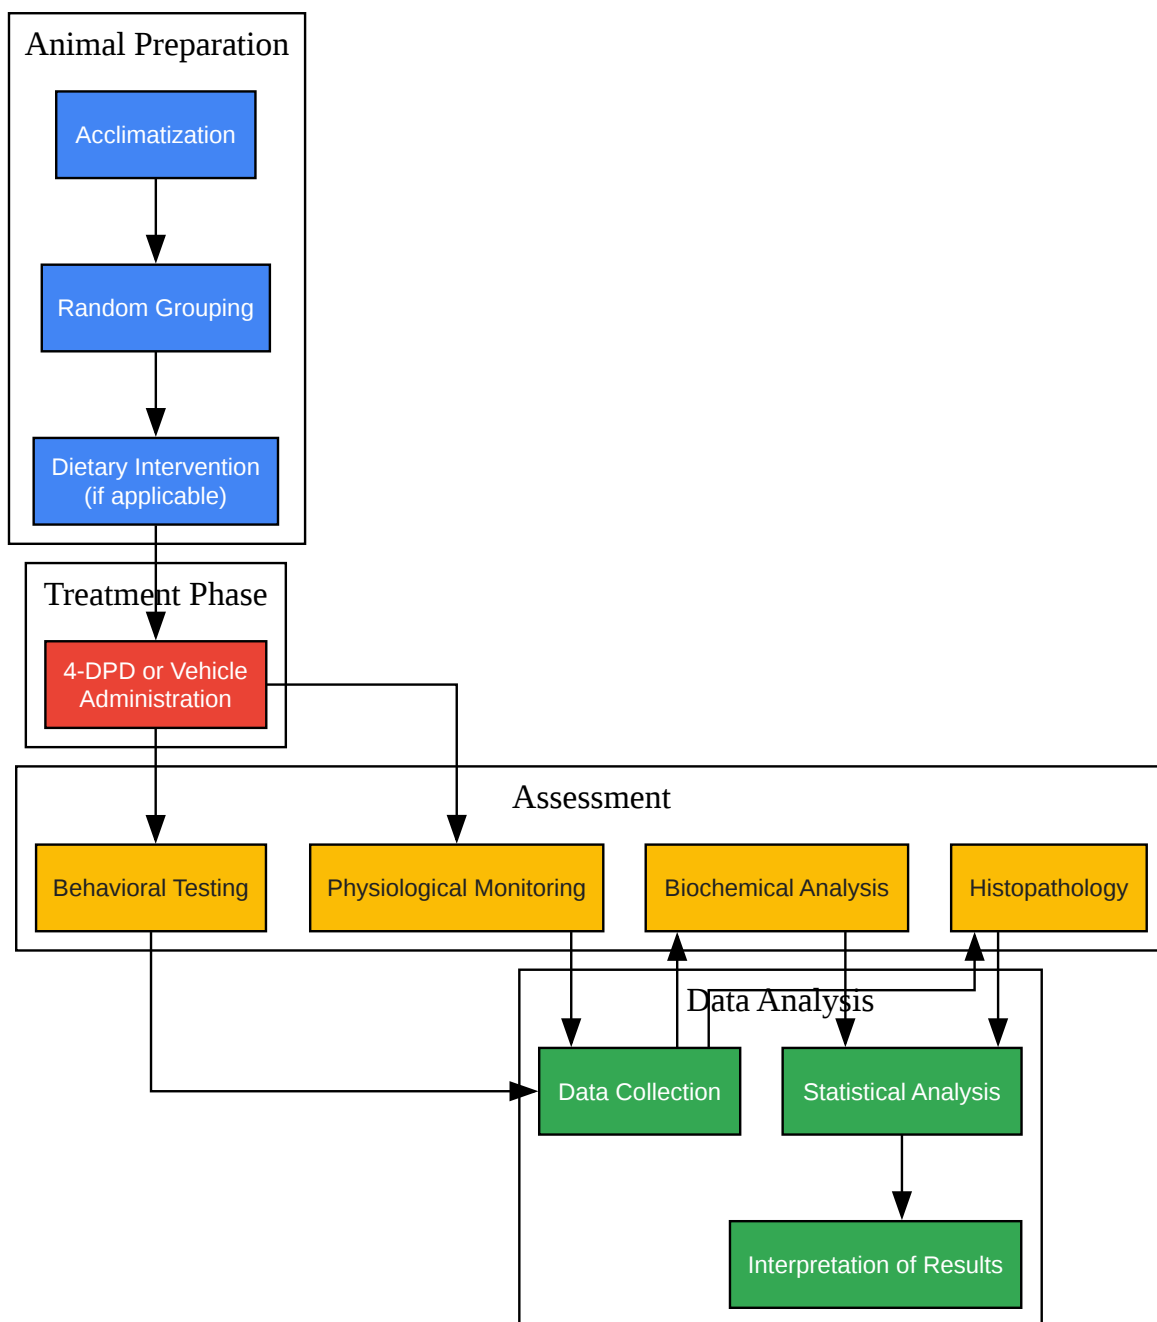 Animal Preparation
Acclimatization
Random Grouping
Dietary Intervention
(if applicable)
Treatment Phase
4-DPD or Vehicle
Administration
Assessment
Behavioral Testing
Physiological Monitoring
Biochemical Analysis
Histopathology
Data Analysis
Data Collection
Statistical Analysis
Interpretation of Results